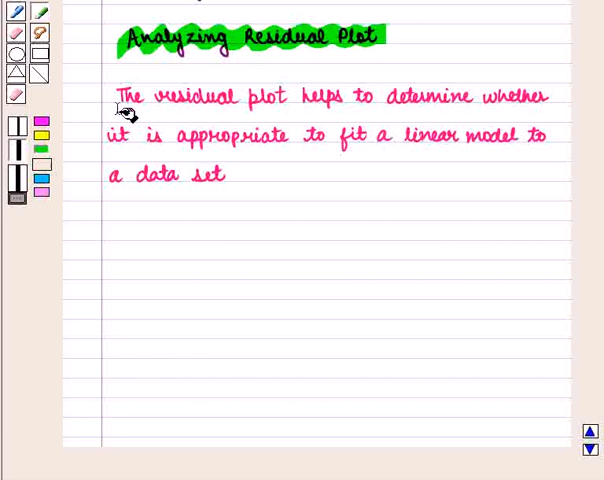 Analyzing Residual Plot
The residual plot helps to determine whether
it is appropriate to fit a linear model to
a data set